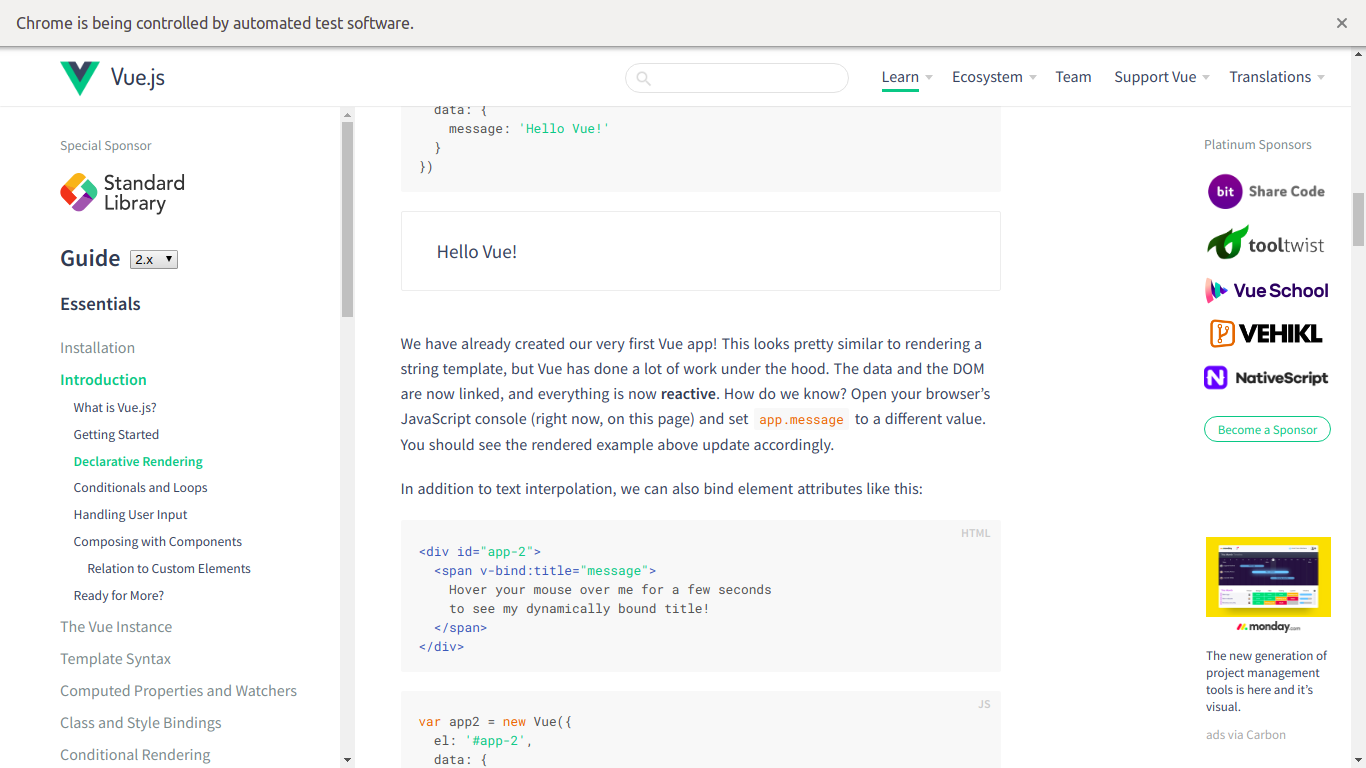 Chrome is being controlled by automated test software.
Vue.js
Learn
Ecosystem
Team
Support Vue
Translations
Special Sponsor
Standard
Library
Guide 2.x
Essentials
Installation
Introduction
What is Vue.js?
Getting Started
Declarative Rendering
Conditionals and Loops
Handling User Input
Composing with Components
Relation to Custom Elements
Ready for More?
The Vue Instance
Template Syntax
Computed Properties and Watchers
Class and Style Bindings
Conditional Rendering
data: {
message: 'Hello Vue!'
}
})
Hello Vue!
We have already created our very first Vue app! This looks pretty similar to rendering a
string template, but Vue has done a lot of work under the hood. The data and the DOM
are now linked, and everything is now reactive. How do we know? Open your browser’s
JavaScript console (right now, on this page) and set app.message to a different value.
You should see the rendered example above update accordingly.
In addition to text interpolation, we can also bind element attributes like this:
HTML
<div id="app-2">
<span v-bind:title="message">
Hover your mouse over me for a few seconds
to see my dynamically bound title!
</span>
</div>
JS
var app2 = new Vue({
el: '#app-2',
data: {
Platinum Sponsors
bit Share Code
tooltwist
Vue School
VEHIKL
NativeScript
Become a Sponsor
monday.com
The new generation of
project management
tools is here and it’s
visual.
ads via Carbon